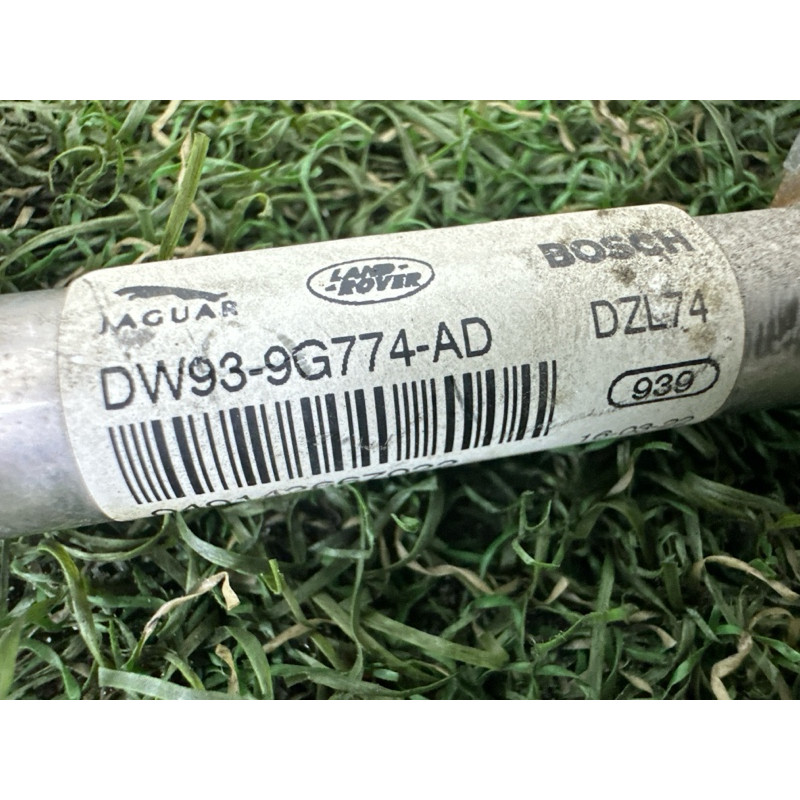 JAGUAR
LAND-
-ROVER
BOSCH
DW93-9G774-AD
DZL74
939